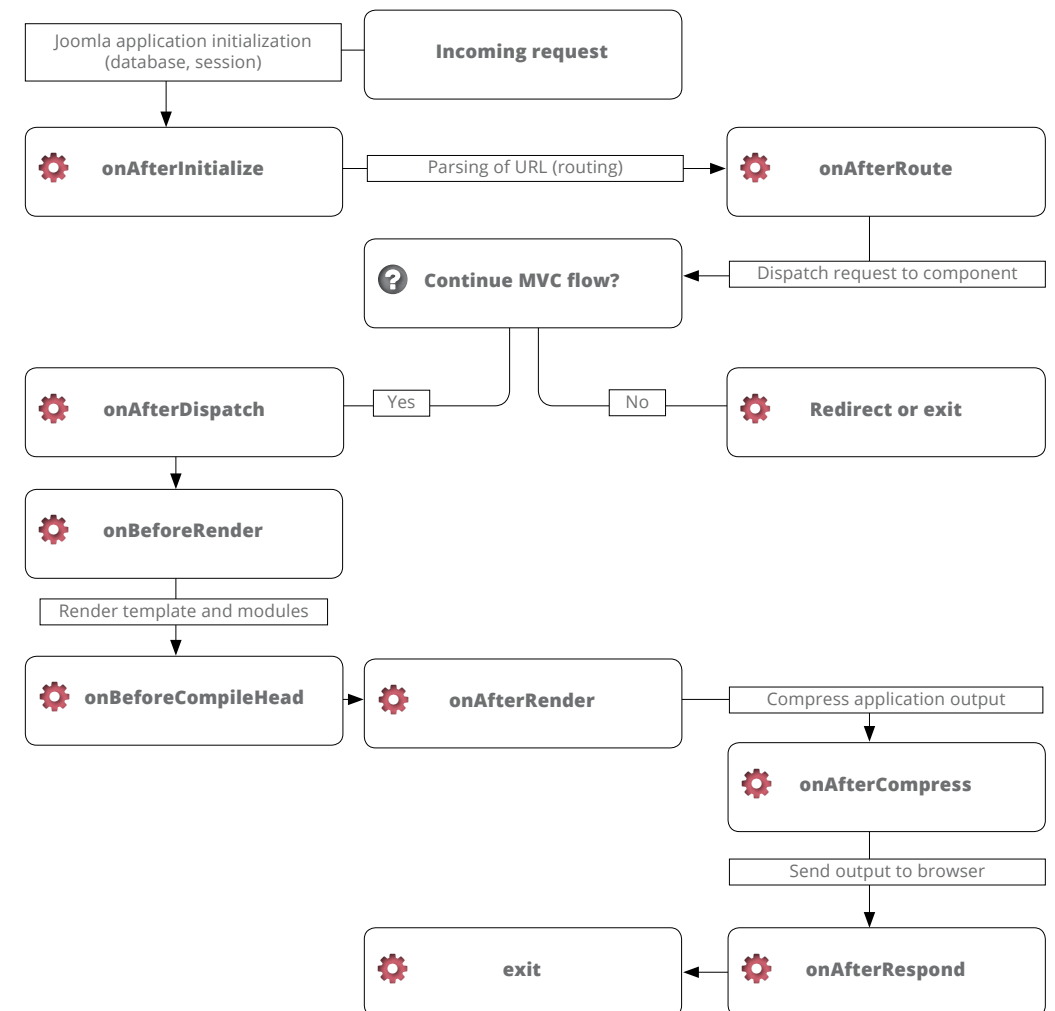 Incoming request
Joomla application initialization
(database, session)
onAfterInitialize
Parsing of URL (routing)
onAfterRoute
Dispatch request to component
Continue MVC flow?
Yes
No
onAfterDispatch
Redirect or exit
onBeforeRender
Render template and modules
onBeforeCompileHead
onAfterRender
Compress application output
onAfterCompress
Send output to browser
onAfterRespond
exit